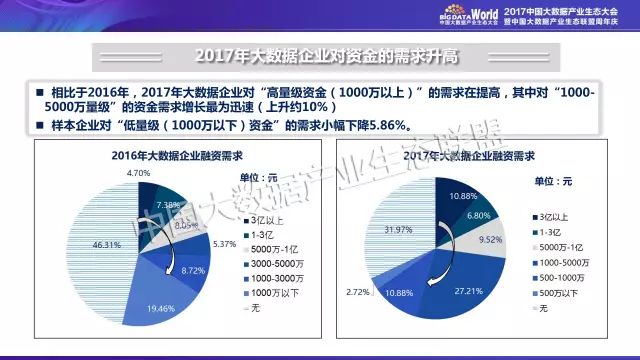 BIG DATA World
中国大数据产业生态大会
2017中国大数据产业生态大会
暨中国大数据产业生态联盟周年庆
2017年大数据企业对资金的需求升高
■ 相比于2016年，2017年大数据企业对“高量级资金（1000万以上）”的需求在提高，其中对“1000-
5000万量级”的资金需求增长最为迅速（上升约10%）
■ 样本企业对“低量级（1000万以下）资金”的需求小幅下降5.86%。
2016年大数据企业融资需求
4.70%
7.38%
8.05%
5.37%
8.72%
19.46%
46.31%
单位：元
3亿以上
1-3亿
5000万-1亿
3000-5000万
1000-3000万
1000万以下
无
2017年大数据企业融资需求
10.88%
6.80%
9.52%
27.21%
10.88%
2.72%
31.97%
单位：元
3亿以上
1-3亿
5000万-1亿
1000-5000万
500-1000万
500万以下
无
中国大数据产业生态联盟